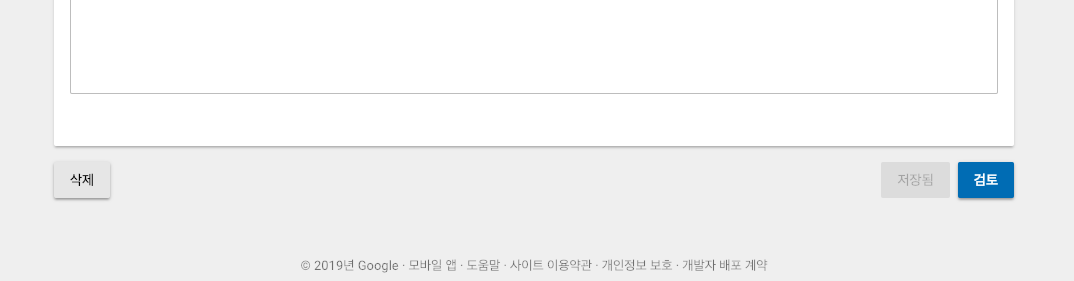 삭제
저장됨
검토
© 2019년 Google · 모바일 앱 · 도움말 · 사이트 이용약관 · 개인정보 보호 · 개발자 배포 계약